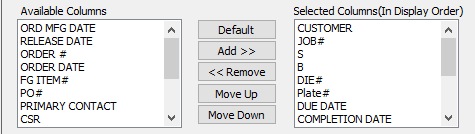 Available Columns
ORD MFG DATE
RELEASE DATE
ORDER #
ORDER DATE
FG ITEM#
PO#
PRIMARY CONTACT
CSR
Default
Add >>
<< Remove
Move Up
Move Down
Selected Columns(In Display Order)
CUSTOMER
JOB#
S
B
DIE#
Plate#
DUE DATE
COMPLETION DATE